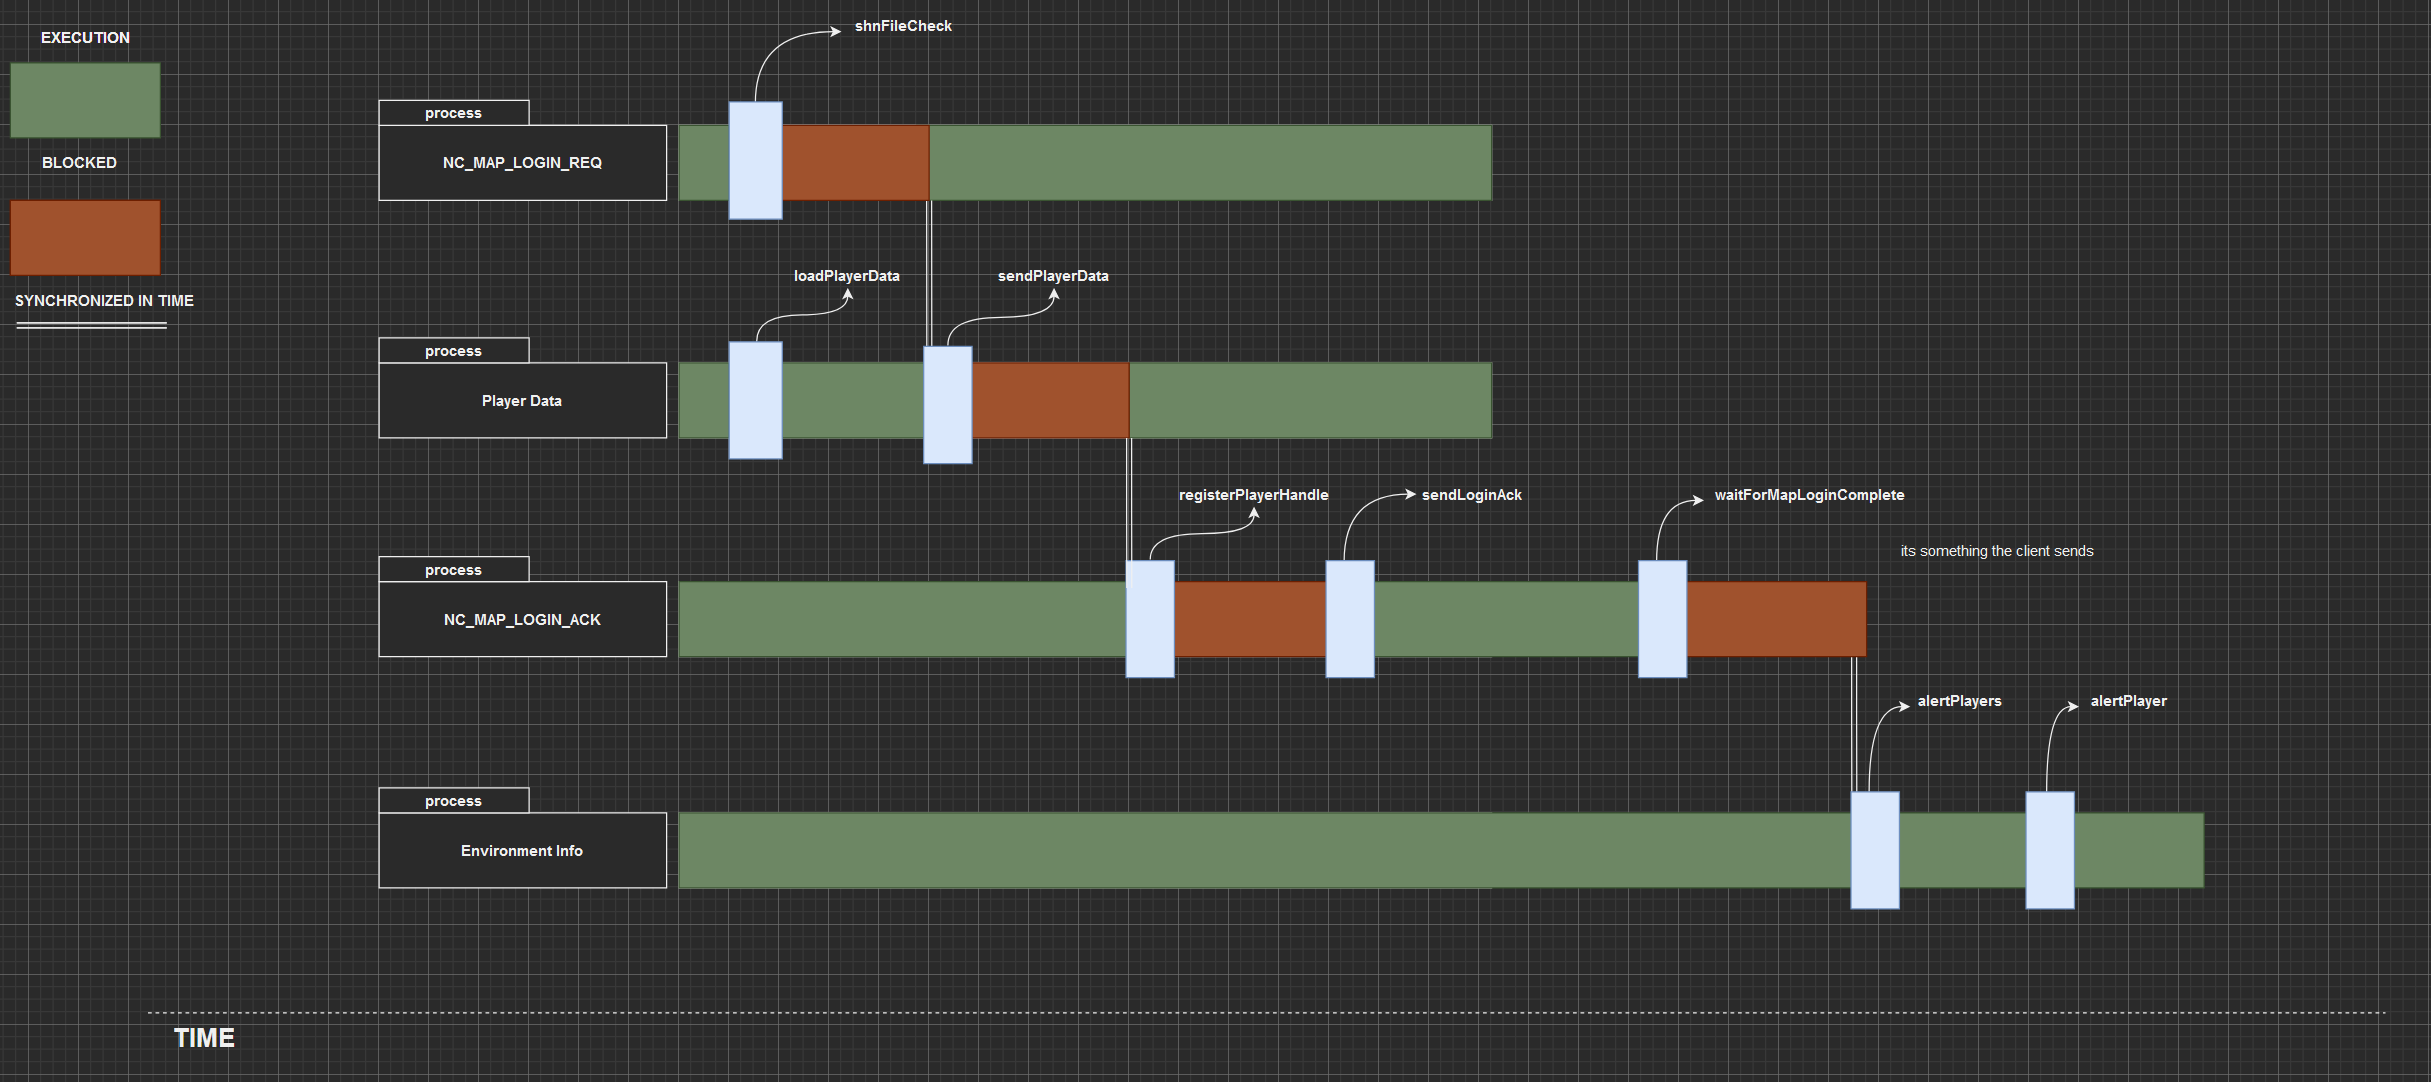 EXECUTION
BLOCKED
SYNCHRONIZED IN TIME
shnFileCheck
process
NC_MAP_LOGIN_REQ
loadPlayerData
sendPlayerData
process
Player Data
registerPlayerHandle
sendLoginAck
waitForMapLoginComplete
its something the client sends
process
NC_MAP_LOGIN_ACK
alertPlayers
alertPlayer
process
Environment Info
TIME